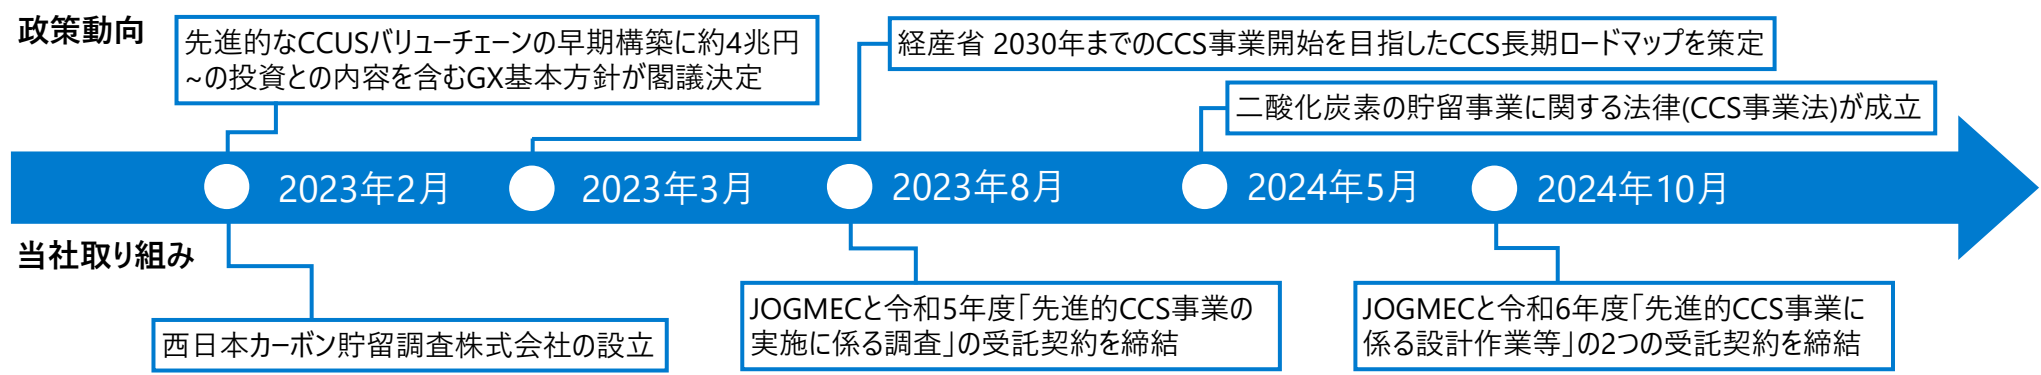 政策動向
先進的なCCUSバリューチェーンの早期構築に約4兆円
~の投資との内容を含むGX基本方針が閣議決定
経産省 2030年までのCCS事業開始を目指したCCS長期ロードマップを策定
二酸化炭素の貯留事業に関する法律(CCS事業法)が成立
2023年2月
2023年3月
2023年8月
2024年5月
2024年10月
当社取り組み
西日本カーボン貯留調査株式会社の設立
JOGMECと令和5年度「先進的CCS事業の
実施に係る調査」の受託契約を締結
JOGMECと令和6年度「先進的CCS事業に
係る設計作業等」の2つの受託契約を締結